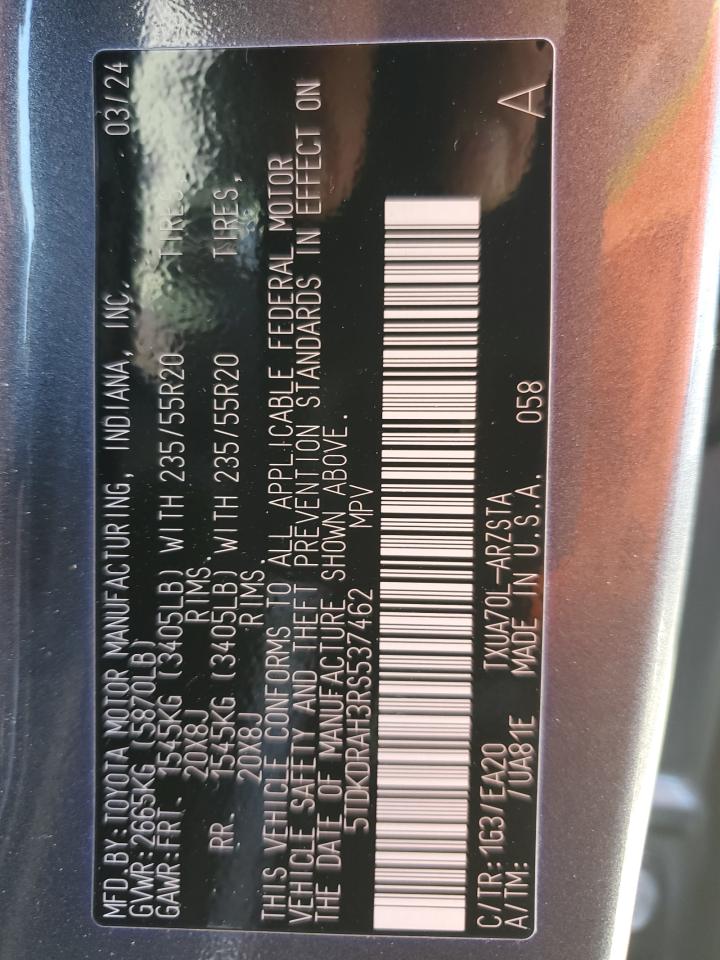 MFD.BY:TOYOTA MOTOR MANUFACTURING, INDIANA, INC. 03/24
GVWR:2665KG (5870LB)
GAWR:FRT. 1545KG (3405LB) WITH 235/55R20 TIRES,
20X8J RIMS.
RR. 1545KG (3405LB) WITH 235/55R20 TIRES,
20X8J RIMS.
THIS VEHICLE CONFORMS TO ALL APPLICABLE FEDERAL MOTOR
VEHICLE SAFETY AND THEFT PREVENTION STANDARDS IN EFFECT ON
THE DATE OF MANUFACTURE SHOWN ABOVE.
5TDKDRAH3RS537462 MPV
C/TR:1G3/EA20 TXUA70L-ARZSTA A
A/TM: /UA81E MADE IN U.S.A. 058